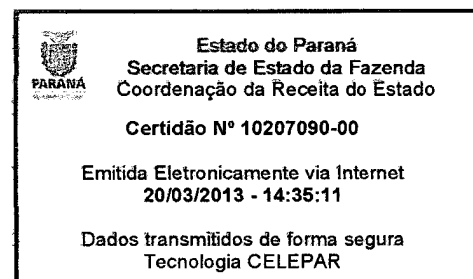 PARANÁ
Estado do Paraná
Secretaria de Estado da Fazenda
Coordenação da Receita do Estado
Certidão Nº 10207090-00
Emitida Eletronicamente via Internet
20/03/2013 - 14:35:11
Dados transmitidos de forma segura
Tecnologia CELEPAR